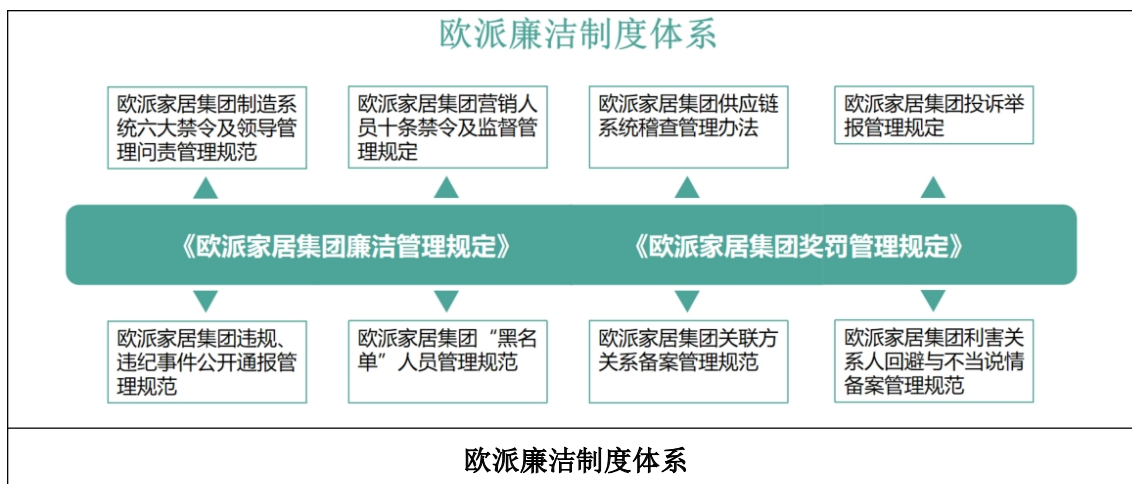 欧派廉洁制度体系
欧派家居集团制造系
统六大禁令及领导管
理问责管理规范
欧派家居集团营销人
员十条禁令及监督管
理规定
欧派家居集团供应链
系统稽查管理办法
欧派家居集团投诉举
报管理规定
《欧派家居集团廉洁管理规定》
《欧派家居集团奖罚管理规定》
欧派家居集团违规、
违纪事件公开通报管
理规范
欧派家居集团“黑名
单”人员管理规范
欧派家居集团关联方
关系备案管理规范
欧派家居集团利害关
系人回避与不当说情
备案管理规范
欧派廉洁制度体系